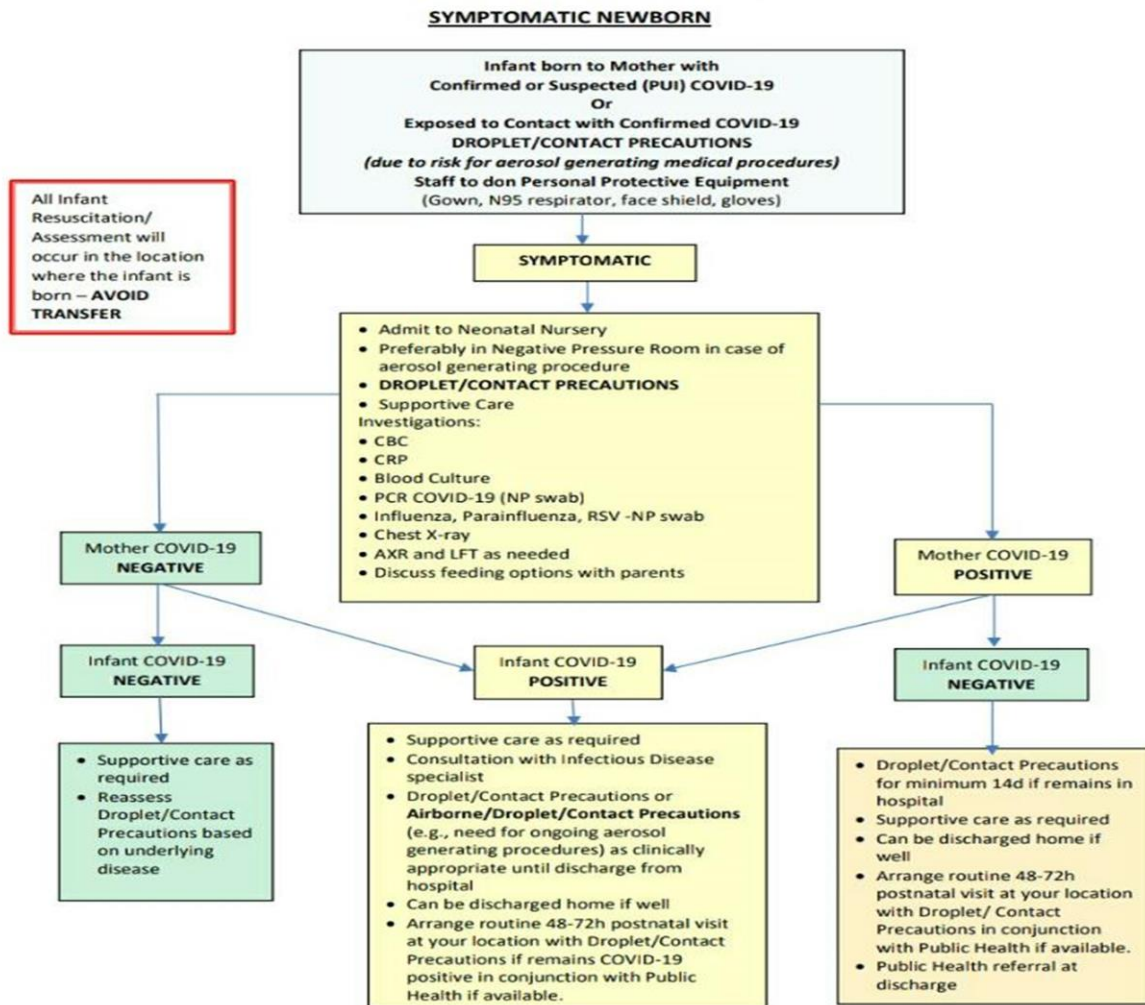 SYMPTOMATIC NEWBORN
Infant born to Mother with
Confirmed or Suspected (PUI) COVID-19
Or
Exposed to Contact with Confirmed COVID-19
DROPLET/CONTACT PRECAUTIONS
(due to risk for aerosol generating medical procedures)
Staff to don Personal Protective Equipment
(Gown, N95 respirator, face shield, gloves)
All Infant
Resuscitation/
Assessment will
occur in the location
where the infant is
born – AVOID
TRANSFER
SYMPTOMATIC
• Admit to Neonatal Nursery
• Preferably in Negative Pressure Room in case of
aerosol generating procedure
• DROPLET/CONTACT PRECAUTIONS
• Supportive Care
Investigations:
• CBC
• CRP
• Blood Culture
• PCR COVID-19 (NP swab)
• Influenza, Parainfluenza, RSV -NP swab
• Chest X-ray
• AXR and LFT as needed
• Discuss feeding options with parents
Mother COVID-19
NEGATIVE
Mother COVID-19
POSITIVE
Infant COVID-19
NEGATIVE
Infant COVID-19
POSITIVE
Infant COVID-19
NEGATIVE
• Supportive care as
required
• Reassess
Droplet/Contact
Precautions based
on underlying
disease
• Supportive care as required
• Consultation with Infectious Disease
specialist
• Droplet/Contact Precautions or
Airborne/Droplet/Contact Precautions
(e.g., need for ongoing aerosol
generating procedures) as clinically
appropriate until discharge from
hospital
• Can be discharged home if well
• Arrange routine 48-72h postnatal visit
at your location with Droplet/Contact
Precautions if remains COVID-19
positive in conjunction with Public
Health if available.
• Droplet/Contact Precautions
for minimum 14d if remains in
hospital
• Supportive care as required
• Can be discharged home if
well
• Arrange routine 48-72h
postnatal visit at your location
with Droplet/ Contact
Precautions in conjunction
with Public Health if available.
• Public Health referral at
discharge